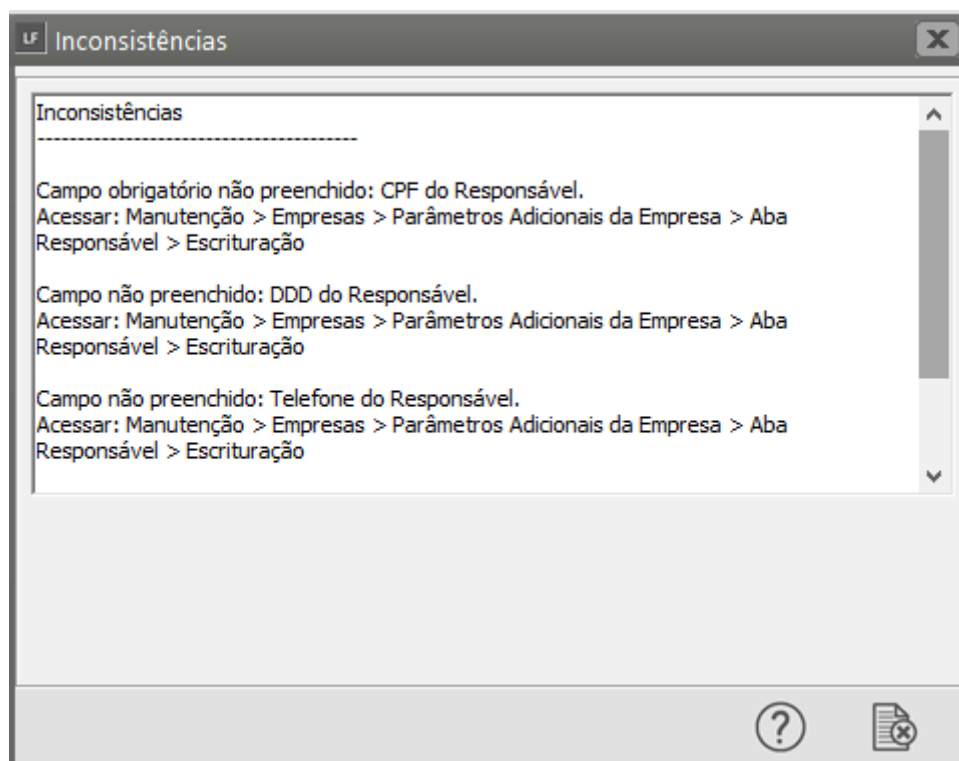 LF Inconsistências
Inconsistências
----------------------------------------
Campo obrigatório não preenchido: CPF do Responsável.
Acessar: Manutenção > Empresas > Parâmetros Adicionais da Empresa > Aba
Responsável > Escrituração
Campo não preenchido: DDD do Responsável.
Acessar: Manutenção > Empresas > Parâmetros Adicionais da Empresa > Aba
Responsável > Escrituração
Campo não preenchido: Telefone do Responsável.
Acessar: Manutenção > Empresas > Parâmetros Adicionais da Empresa > Aba
Responsável > Escrituração